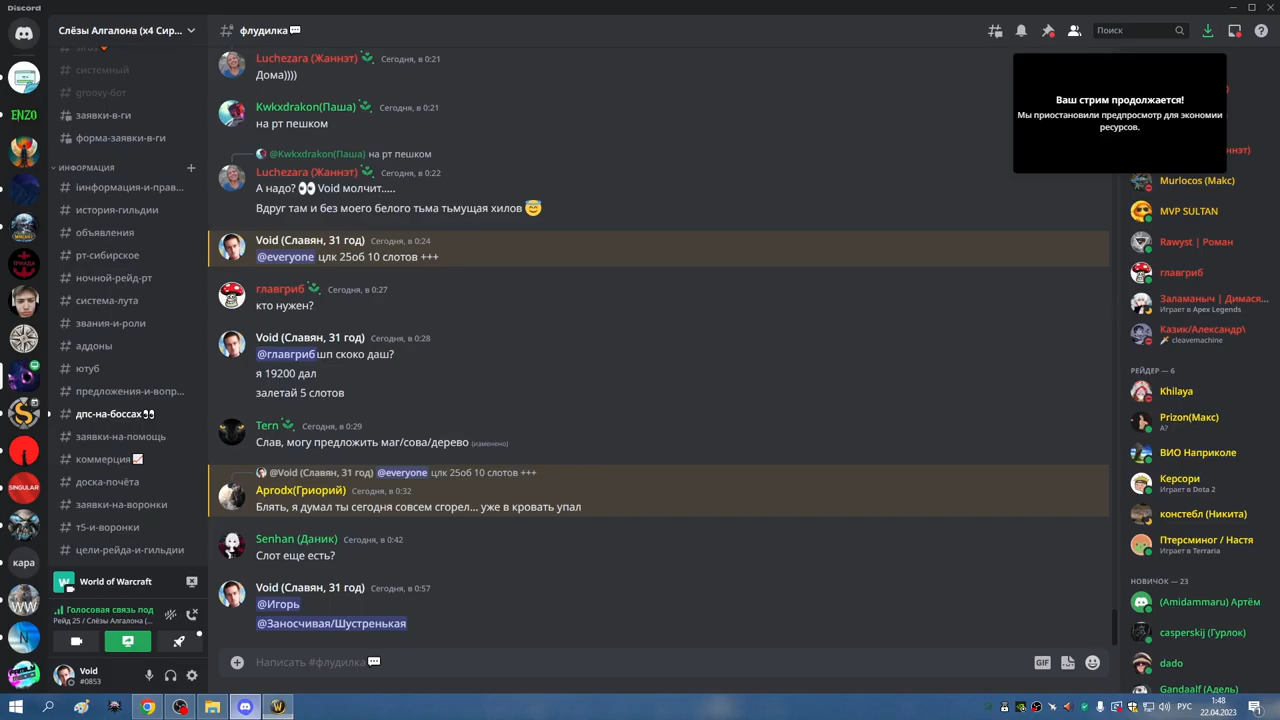 Discord
Слёзы Алгалона (x4 Сир...
системный
groovy-бот
заявки-в-ги
форма-заявки-в-ги
ИНФОРМАЦИЯ
информация-и-прав...
история-гильдии
объявления
рт-сибирское
ночной-рейд-рт
система-лута
звания-и-роли
аддоны
ютуб
предложения-и-вопр...
дпс-на-боссах
заявки-на-помощь
коммерция
доска-почёта
заявки-на-воронки
т5-и-воронки
цели-рейда-и-гильдии
World of Warcraft
Голосовая связь под
Рейд 25 / Слёзы Алгалона (...
Void
#0853
ENZO
ТРИАДА
SINGULAR
кара
WW
флудилка
Поиск
Luchezara (Жаннэт) Сегодня, в 0:21
Дома))))
Kwkxdrakon(Паша) Сегодня, в 0:21
на рт пешком
@Kwkxdrakon(Паша) на рт пешком
Luchezara (Жаннэт) Сегодня, в 0:22
А надо? 👀 Void молчит.....
Вдруг там и без моего белого тьма тьмущая хилов 😇
Void (Славян, 31 год) Сегодня, в 0:24
@everyone цлк 25об 10 слотов +++
главгриб Сегодня, в 0:27
кто нужен?
Void (Славян, 31 год) Сегодня, в 0:28
@главгриб шп скоко даш?
я 19200 дал
залетай 5 слотов
Tern Сегодня, в 0:29
Слав, могу предложить маг/сова/дерево (изменено)
@Void (Славян, 31 год) @everyone цлк 25об 10 слотов +++
Aprodx(Гриорий) Сегодня, в 0:32
Блять, я думал ты сегодня совсем сгорел... уже в кровать упал
Senhan (Даник) Сегодня, в 0:42
Слот еще есть?
Void (Славян, 31 год) Сегодня, в 0:57
@Игорь
@Заносчивая/Шустренькая
Написать #флудилка
GIF
Ваш стрим продолжается!
Мы приостановили предпросмотр для экономии
ресурсов.
ннэт)
Murlocos (Макс)
MVP SULTAN
Rawyst | Роман
главгриб
Заламаныч | Димася...
Играет в Apex Legends
Казик/Александр\
cleavemachine
РЕЙДЕР — 6
Khilaya
Prizon(Макс)
А?
ВИО Наприколе
Керсори
Играет в Dota 2
констебл (Никита)
Птерсминог / Настя
Играет в Terraria
НОВИЧОК — 23
(Amidammaru) Артём
casperskij (Гурлок)
dado
Gandaalf (Адель)
РУС
1:48
22.04.2023